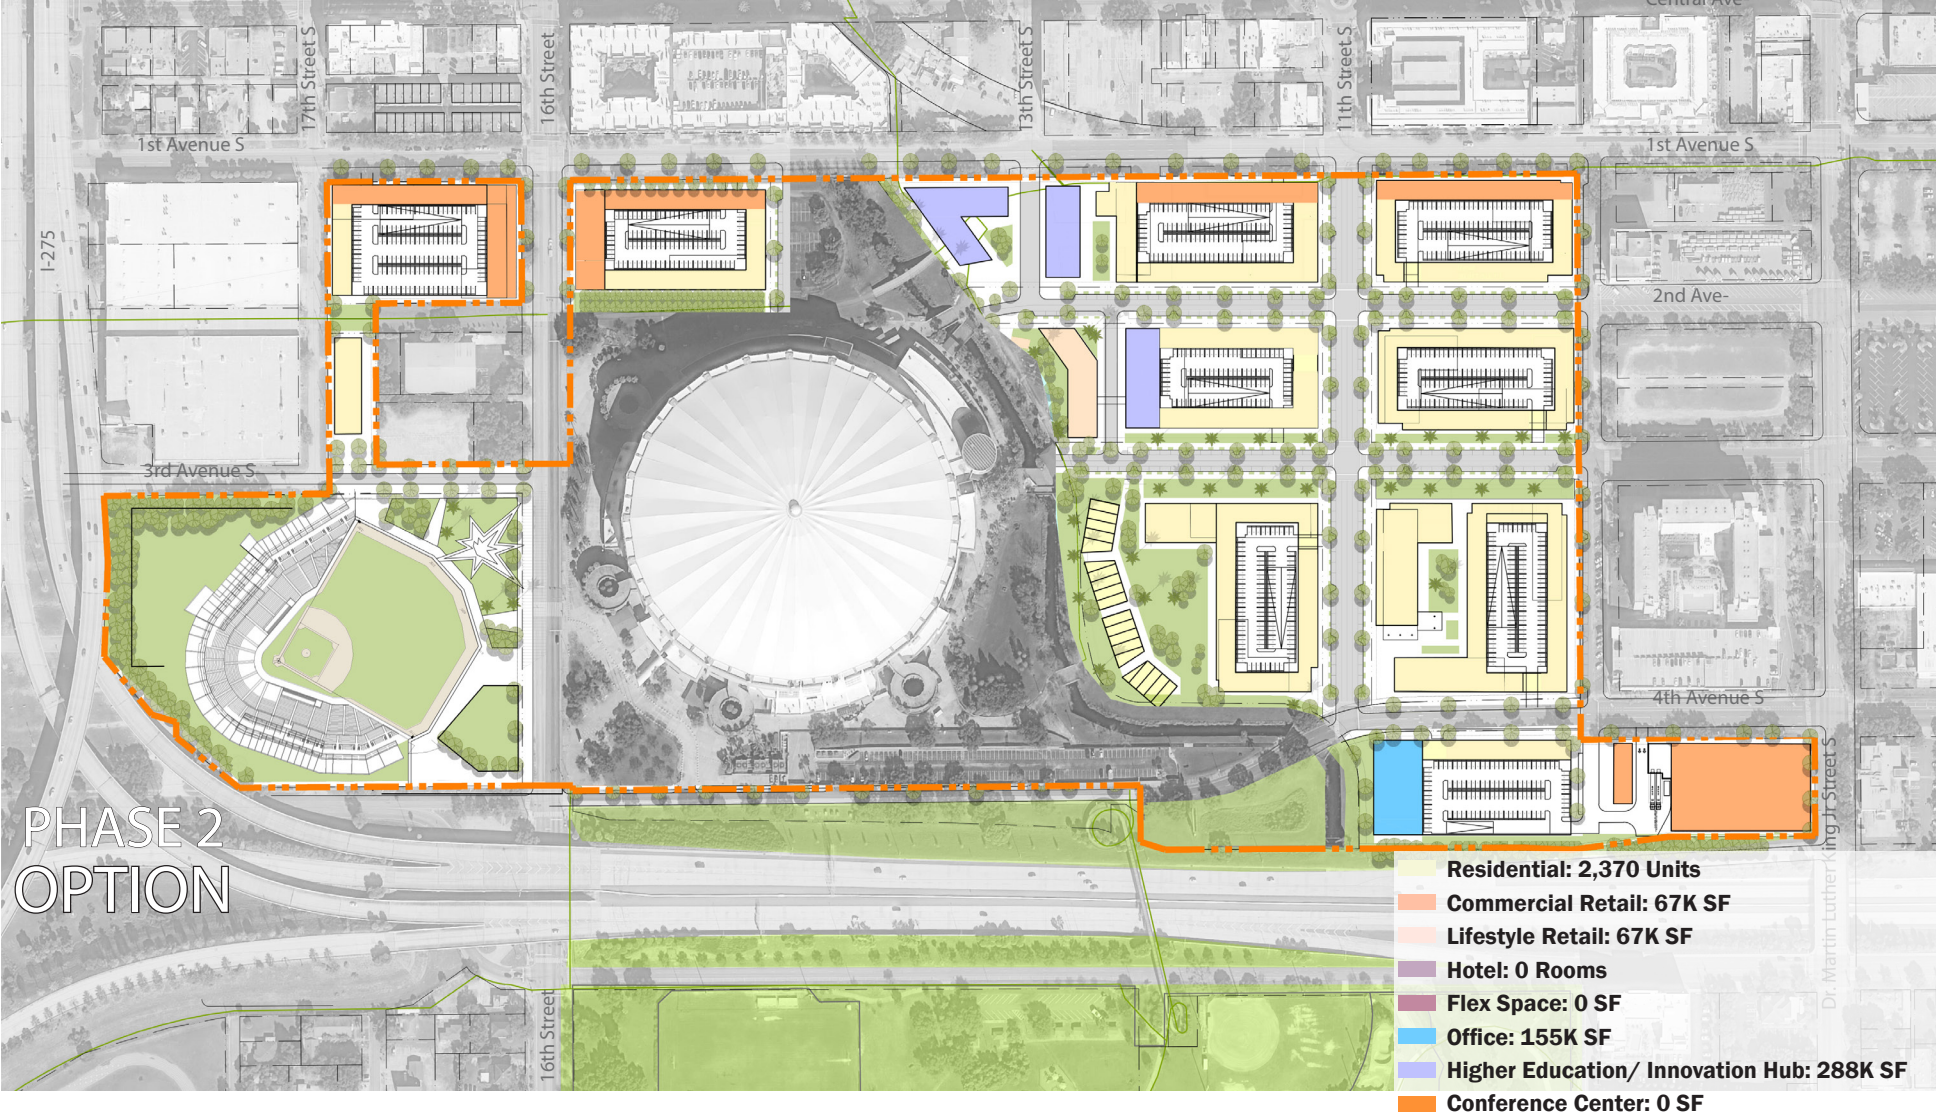 Central Ave
17th Street S
16th Street
13th Street S
11th Street S
1st Avenue S
1st Avenue S
I-275
2nd Ave-
3rd Avenue S.
4th Avenue S
PHASE 2
OPTION
16th Street
Dr. Martin Luther King Jr Street S
Residential: 2,370 Units
Commercial Retail: 67K SF
Lifestyle Retail: 67K SF
Hotel: 0 Rooms
Flex Space: 0 SF
Office: 155K SF
Higher Education/ Innovation Hub: 288K SF
Conference Center: 0 SF